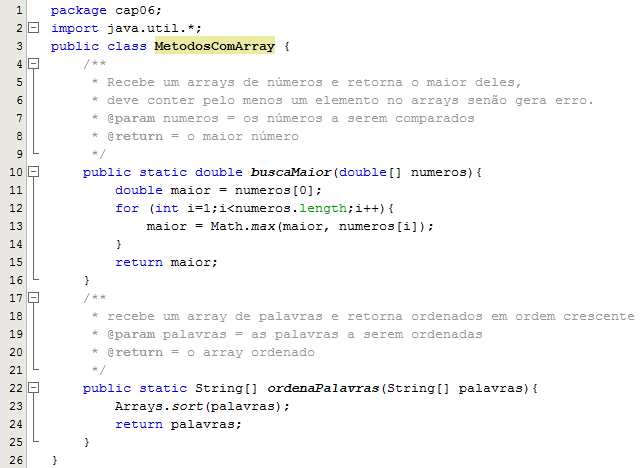 1 package cap06;
2 import java.util.*;
3 public class MetodosComArray {
4 /**
5 * Recebe um arrays de números e retorna o maior deles,
6 * deve conter pelo menos um elemento no arrays senão gera erro.
7 * @param numeros = os números a serem comparados
8 * @return = o maior número
9 */
10 public static double buscaMaior(double[] numeros){
11 double maior = numeros[0];
12 for (int i=1;i<numeros.length;i++){
13 maior = Math.max(maior, numeros[i]);
14 }
15 return maior;
16 }
17 /**
18 * recebe um array de palavras e retorna ordenados em ordem crescente
19 * @param palavras = as palavras a serem ordenadas
20 * @return = o array ordenado
21 */
22 public static String[] ordenaPalavras(String[] palavras){
23 Arrays.sort(palavras);
24 return palavras;
25 }
26 }